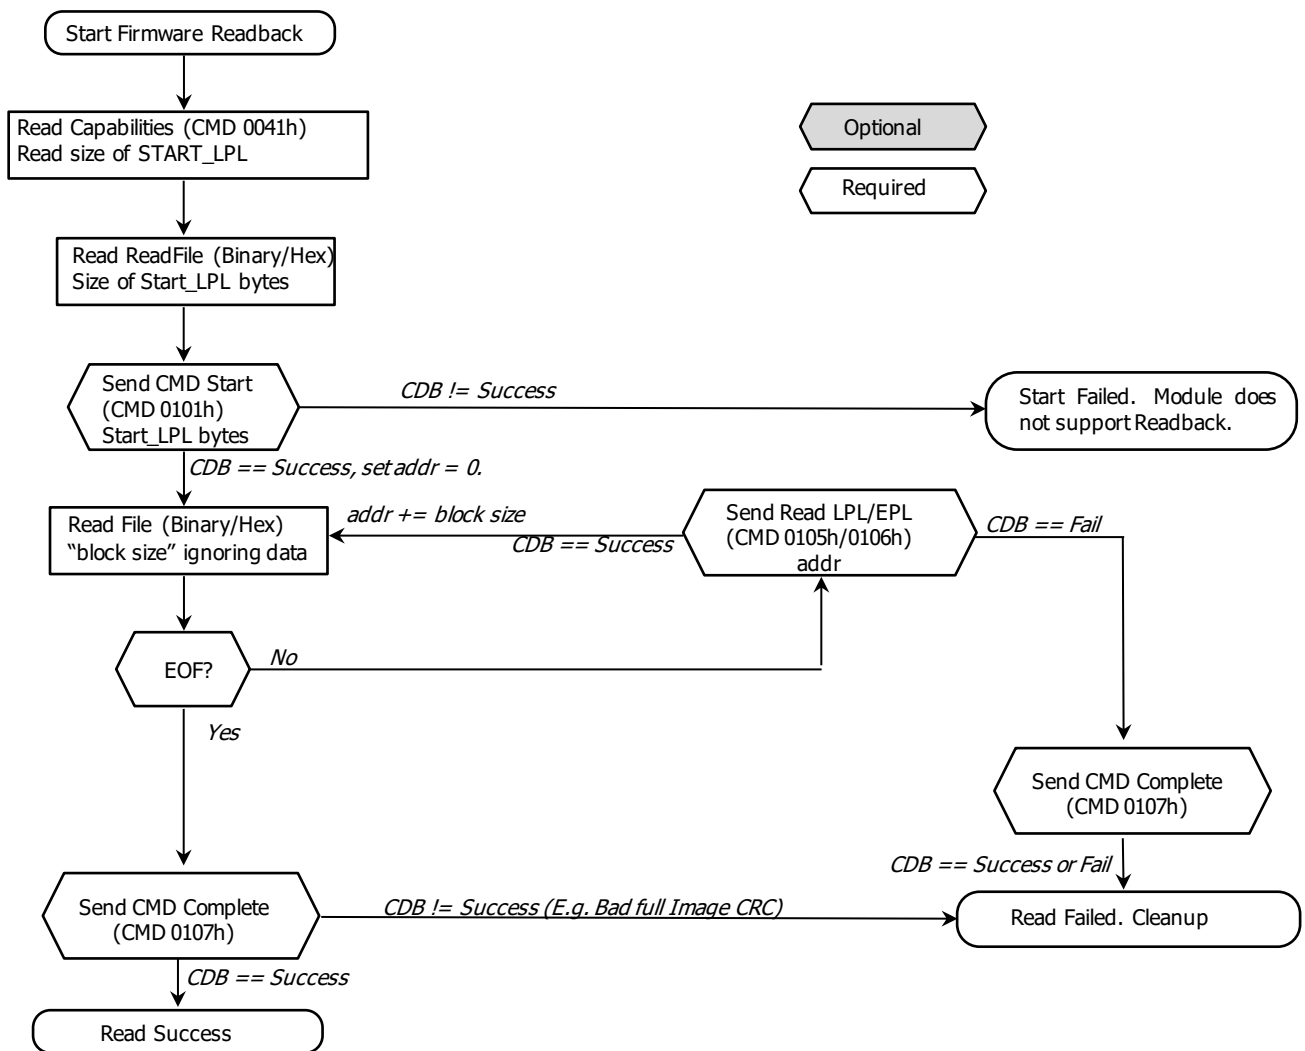 Start Firmware Readback
Read Capabilities (CMD 0041h)
Read size of START_LPL
Optional
Required
Read ReadFile (Binary/Hex)
Size of Start_LPL bytes
Send CMD Start
(CMD 0101h)
Start_LPL bytes
CDB != Success
Start Failed. Module does
not support Readback.
CDB == Success, set addr = 0.
Read File (Binary/Hex)
“block size” ignoring data
addr += block size
CDB == Success
Send Read LPL/EPL
(CMD 0105h/0106h)
addr
CDB == Fail
EOF?
No
Yes
Send CMD Complete
(CMD 0107h)
CDB == Success or Fail
Send CMD Complete
(CMD 0107h)
CDB != Success (E.g. Bad full Image CRC)
Read Failed. Cleanup
CDB == Success
Read Success